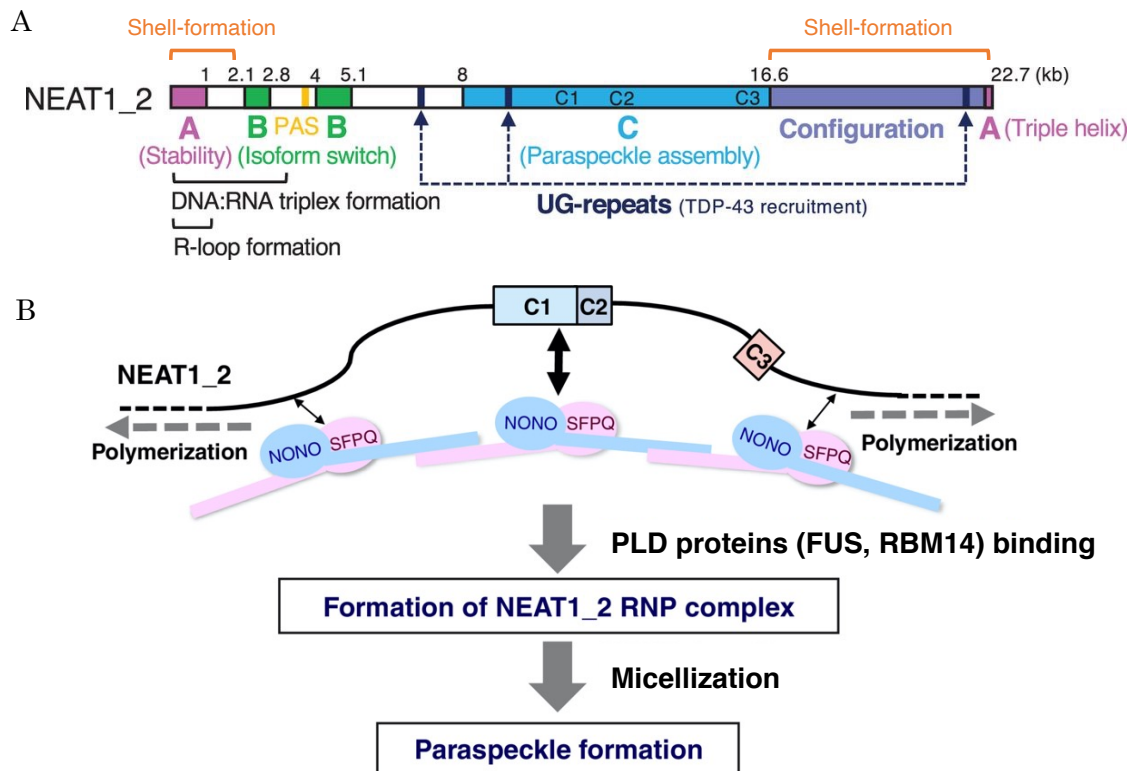 A
Shell-formation Shell-formation
1 2.1 2.8 4 5.1 8 16.6 22.7 (kb)
NEAT1_2 C1 C2 C3
A B PAS B C Configuration A (Triple helix)
(Stability) (Isoform switch) (Paraspeckle assembly)
DNA:RNA triplex formation
UG-repeats (TDP-43 recruitment)
R-loop formation
B
C1 C2
C3
NEAT1_2
Polymerization NONO SFPQ NONO SFPQ NONO SFPQ Polymerization
PLD proteins (FUS, RBM14) binding
Formation of NEAT1_2 RNP complex
Micellization
Paraspeckle formation